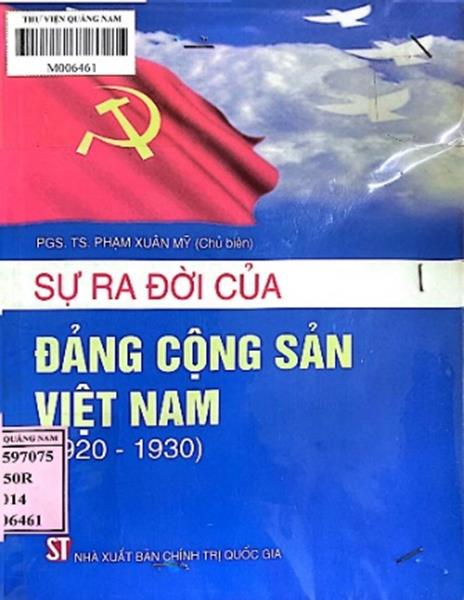 THƯ VIỆN QUẢNG NAM
M006461
PGS. TS. PHẠM XUÂN MỸ (Chủ biên)
SỰ RA ĐỜI CỦA
ĐẢNG CỘNG SẢN
VIỆT NAM
920 - 1930)
QUẢNG NAM
597075
50R
014
06461
ST NHÀ XUẤT BẢN CHÍNH TRỊ QUỐC GIA